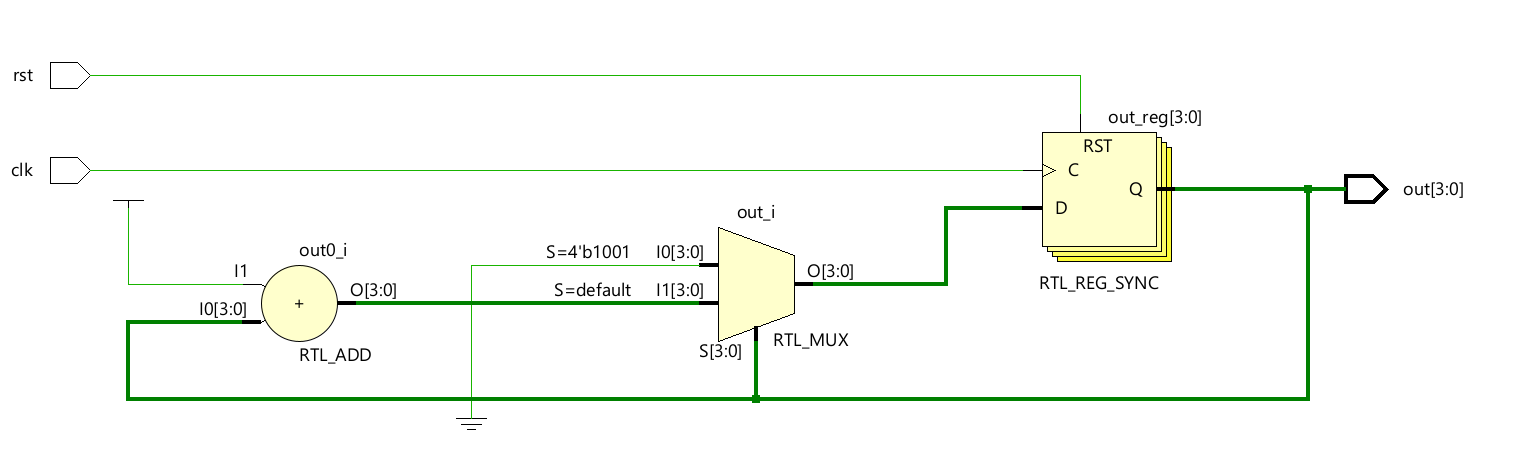 rst
out_reg[3:0]
RST
clk
C
Q
out[3:0]
D
out_i
out0_i
S=4'b1001
I0[3:0]
I1
O[3:0]
O[3:0]
S=default
I1[3:0]
RTL_REG_SYNC
I0[3:0]
+
RTL_MUX
S[3:0]
RTL_ADD